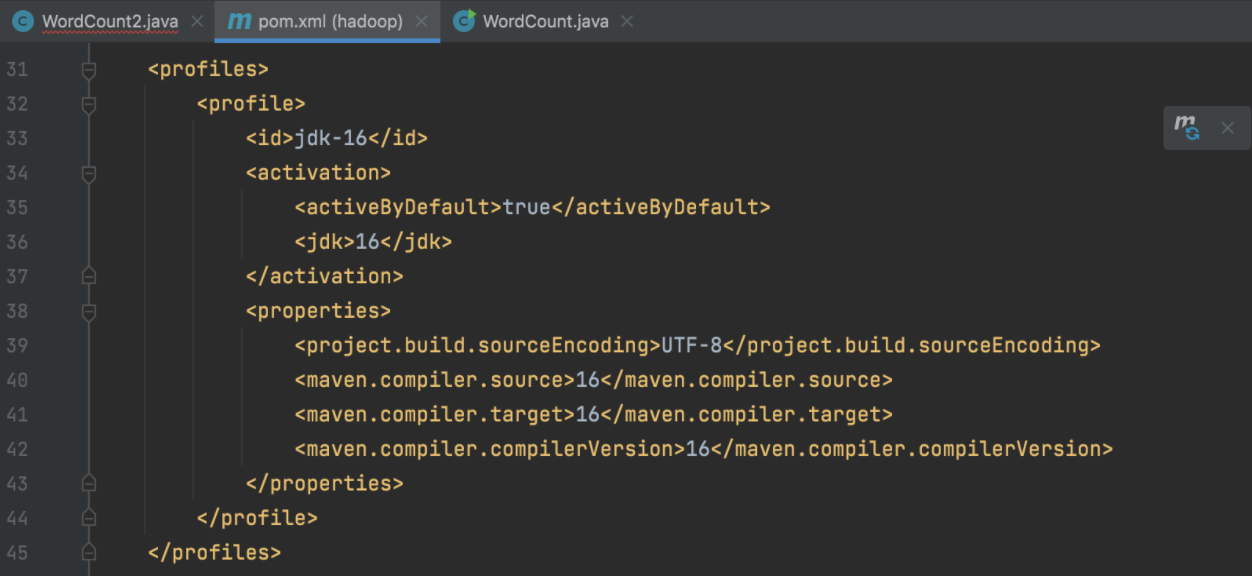 WordCount2.java pom.xml (hadoop) WordCount.java
31 <profiles>
32 <profile>
33 <id>jdk-16</id>
34 <activation>
35 <activeByDefault>true</activeByDefault>
36 <jdk>16</jdk>
37 </activation>
38 <properties>
39 <project.build.sourceEncoding>UTF-8</project.build.sourceEncoding>
40 <maven.compiler.source>16</maven.compiler.source>
41 <maven.compiler.target>16</maven.compiler.target>
42 <maven.compiler.compilerVersion>16</maven.compiler.compilerVersion>
43 </properties>
44 </profile>
45 </profiles>